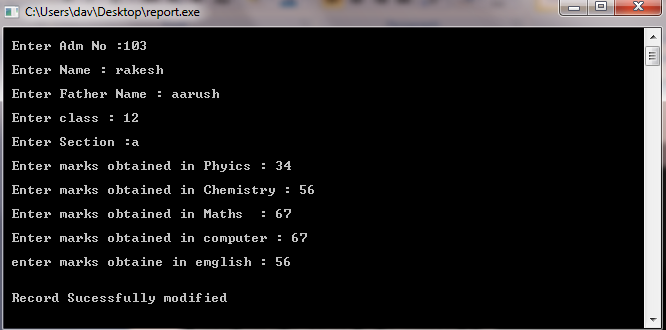 C:\Users\dav\Desktop\report.exe
Enter Adm No :103
Enter Name : rakesh
Enter Father Name : aarush
Enter class : 12
Enter Section :a
Enter marks obtained in Phyics : 34
Enter marks obtained in Chemistry : 56
Enter marks obtained in Maths  : 67
Enter marks obtained in computer : 67
enter marks obtaine in emglish : 56
Record Sucessfully modified